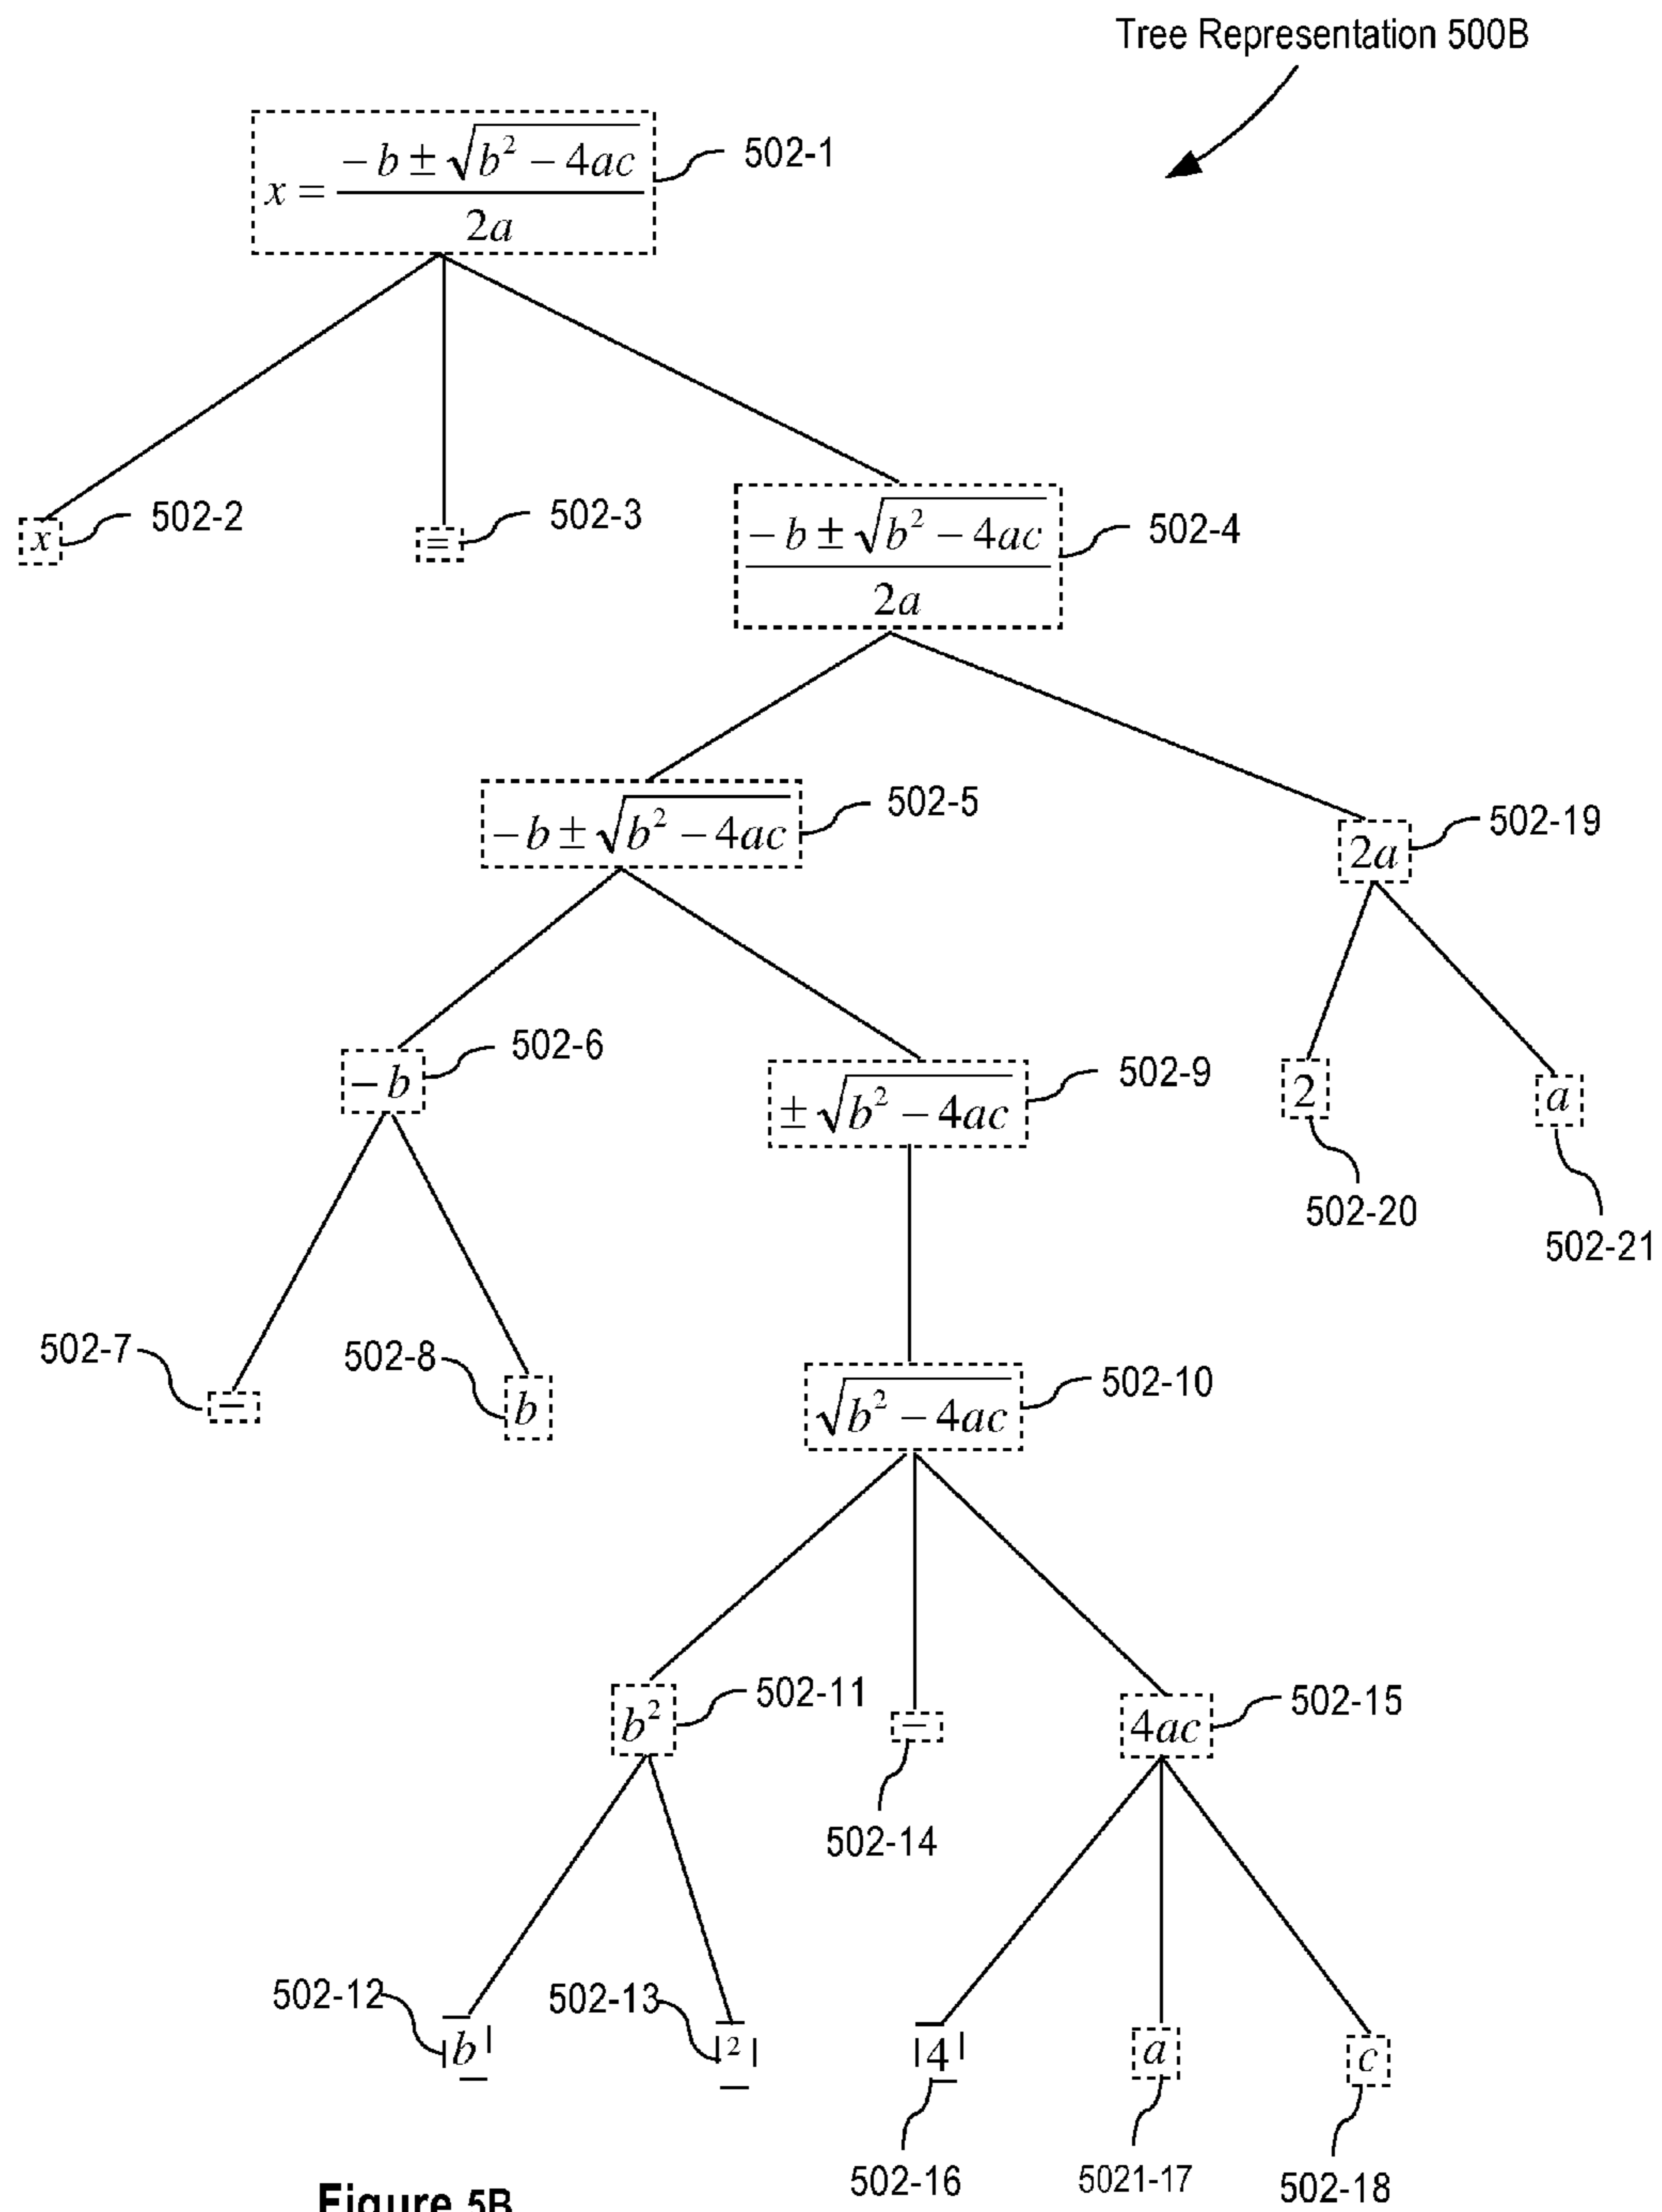 Tree Representation 500B
x = −b ± √(b² − 4ac) / 2a
502-1
x
502-2
=
502-3
−b ± √(b² − 4ac) / 2a
502-4
−b ± √(b² − 4ac)
502-5
2a
502-19
−b
502-6
± √(b² − 4ac)
502-9
2
502-20
a
502-21
502-7
−
502-8
b
√(b² − 4ac)
502-10
b²
502-11
−
502-14
4ac
502-15
502-12
b
502-13
2
4
502-16
a
5021-17
c
502-18
Figure 5B